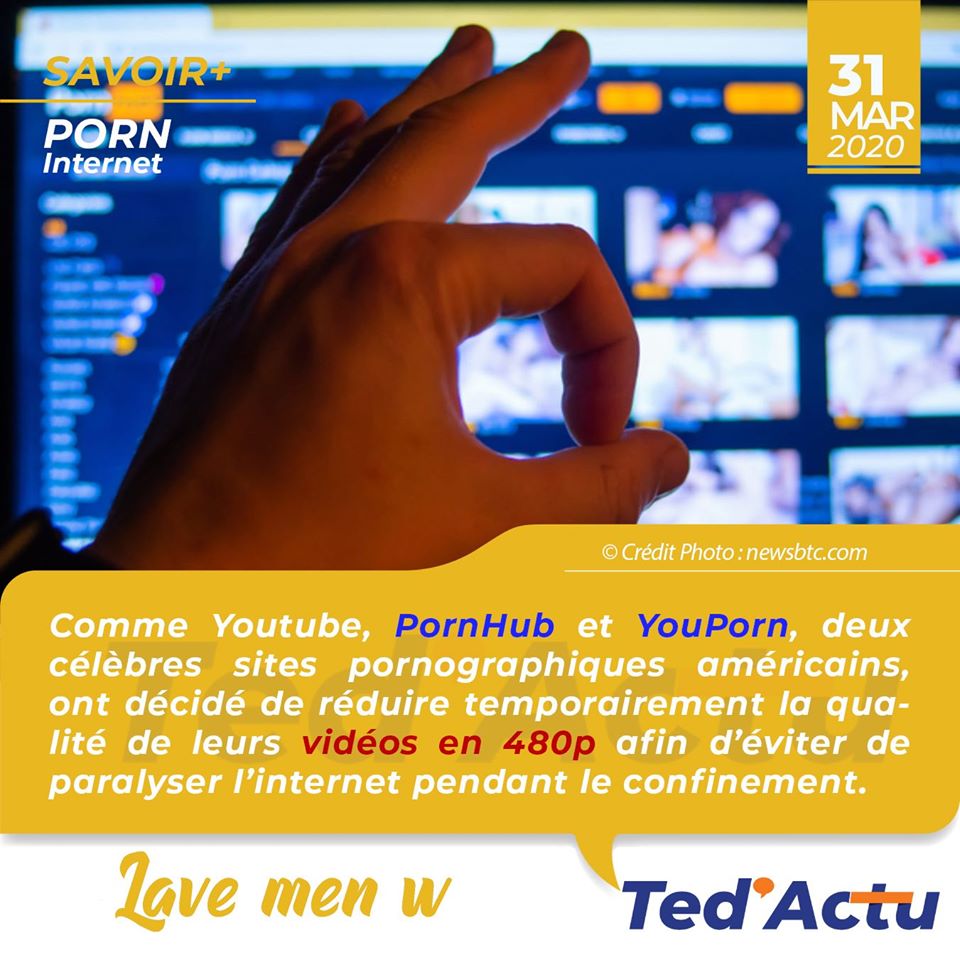 SAVOIR+
PORN
Internet
31
MAR
2020
© Crédit Photo : newsbtc.com
Comme Youtube, PornHub et YouPorn, deux
célèbres sites pornographiques américains,
ont décidé de réduire temporairement la qua-
lité de leurs vidéos en 480p afin d'éviter de
paralyser l'internet pendant le confinement.
Ted'Actu
Lave men w
Ted'Actu